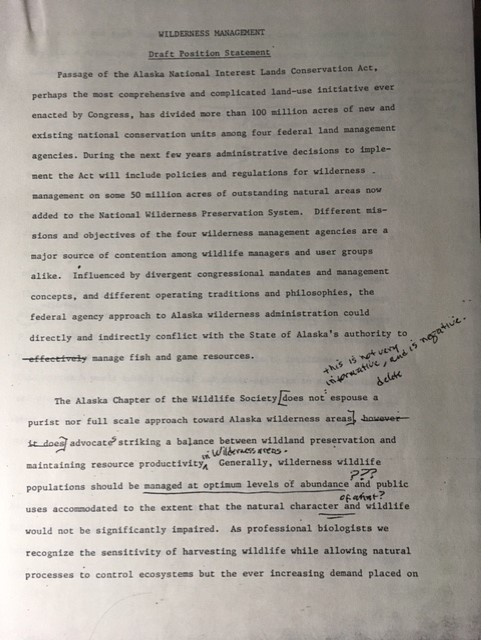 WILDERNESS MANAGEMENT
Draft Position Statement
Passage of the Alaska National Interest Lands Conservation Act,
perhaps the most comprehensive and complicated land-use initiative ever
enacted by Congress, has divided more than 100 million acres of new and
existing national conservation units among four federal land management
agencies. During the next few years administrative decisions to imple-
ment the Act will include policies and regulations for wilderness
management on some 50 million acres of outstanding natural areas now
added to the National Wilderness Preservation System. Different mis-
sions and objectives of the four wilderness management agencies are a
major source of contention among wildlife managers and user groups
alike. Influenced by divergent congressional mandates and management
concepts, and different operating traditions and philosophies, the
federal agency approach to Alaska wilderness administration could
directly and indirectly conflict with the State of Alaska's authority to
effectively manage fish and game resources.
this is not very
informative, and is negative.
delete
The Alaska Chapter of the Wildlife Society [does not espouse a
purist nor full scale approach toward Alaska wilderness areas], however
it does] advocates striking a balance between wildland preservation and
in Wilderness areas.
maintaining resource productivity. Generally, wilderness wildlife
???
populations should be managed at optimum levels of abundance and public
of what?
uses accommodated to the extent that the natural character and wildlife
would not be significantly impaired. As professional biologists we
recognize the sensitivity of harvesting wildlife while allowing natural
processes to control ecosystems but the ever increasing demand placed on